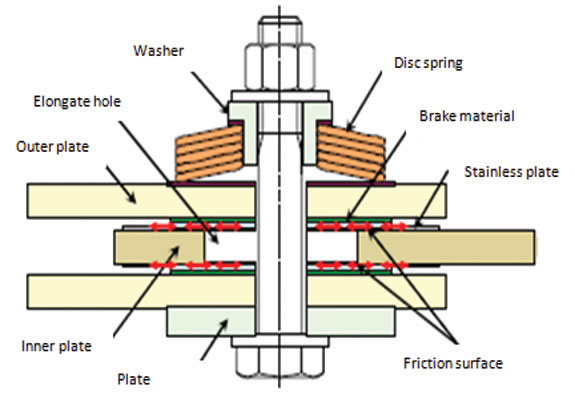 Washer
Disc spring
Elongate hole
Brake material
Outer plate
Stainless plate
Inner plate
Friction surface
Plate